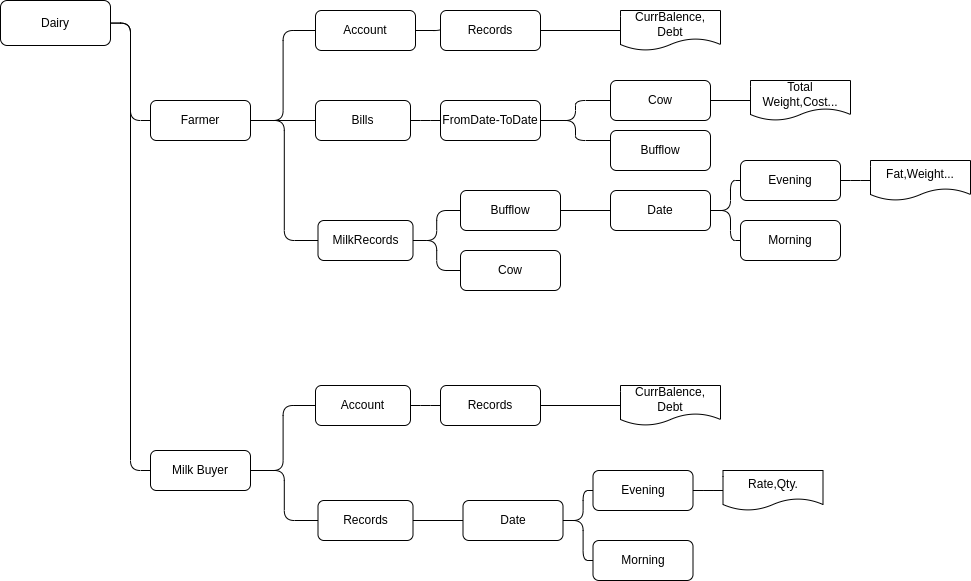 Dairy
Account
Records
CurrBalence,
Debt
Farmer
Bills
FromDate-ToDate
Cow
Total
Weight,Cost...
Bufflow
MilkRecords
Bufflow
Date
Evening
Fat,Weight...
Morning
Cow
Account
Records
CurrBalence,
Debt
Milk Buyer
Records
Date
Evening
Rate,Qty.
Morning